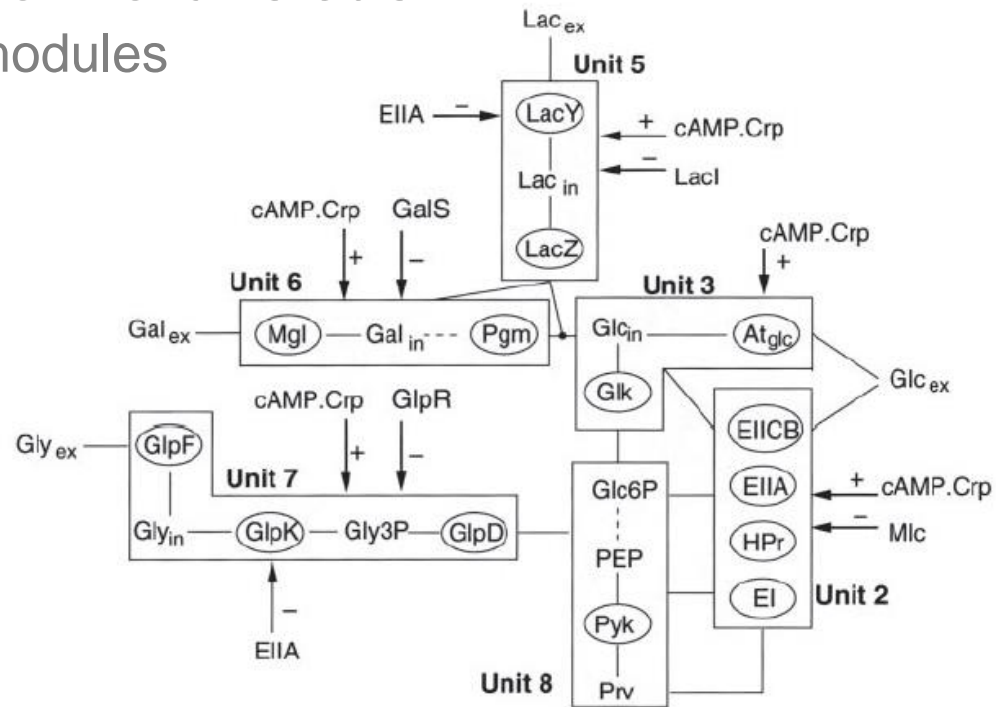 nodules
Lac ex
Unit 5
EIIA
−
LacY
+
cAMP.Crp
Lac in
−
LacI
LacZ
cAMP.Crp
GalS
+
−
cAMP.Crp
+
Unit 6
Unit 3
Gal ex
Mgl
Gal in
Pgm
Glc in
At glc
Glk
Glc ex
cAMP.Crp
GlpR
+
−
EIICB
Gly ex
GlpF
Unit 7
Glc6P
EIIA
+
cAMP.Crp
Gly in
GlpK
Gly3P
GlpD
PEP
HPr
−
Mlc
−
EIIA
Pyk
EI
Unit 2
Unit 8
Prv